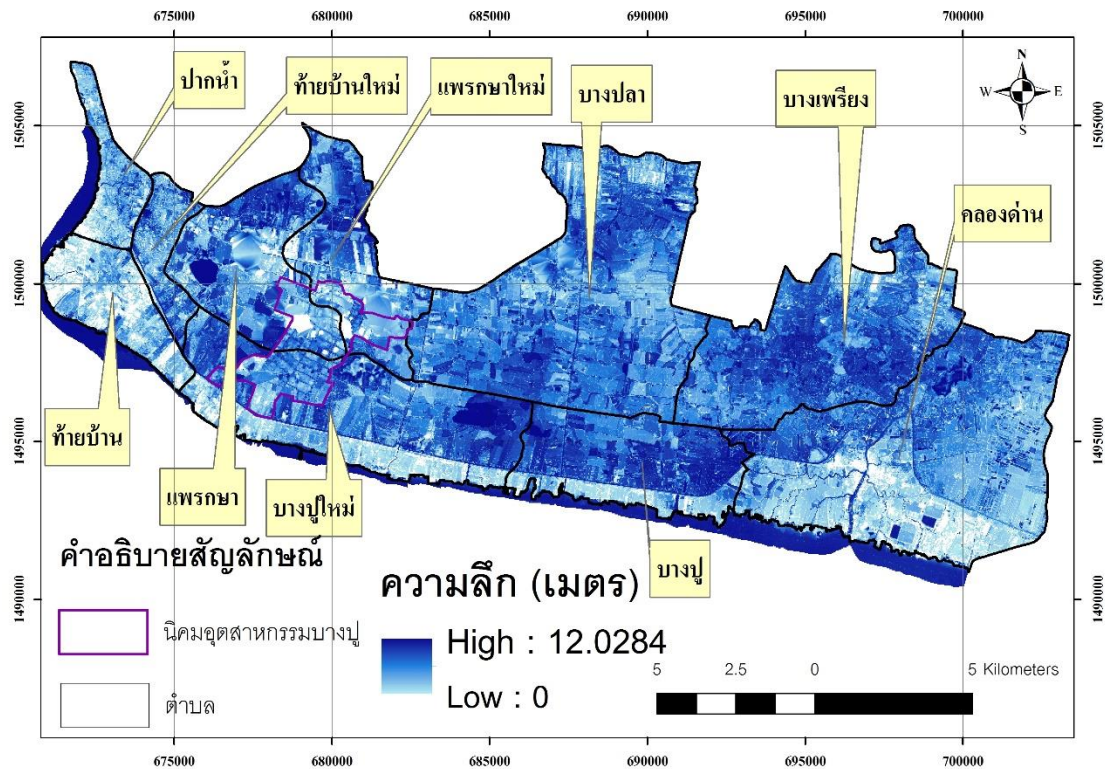 675000 680000 685000 690000 695000 700000
N
W E
S
ปากน้ำ
ท้ายบ้านใหม่
แพรกษาใหม่
บางปลา
บางเพรียง
คลองด่าน
1505000 1505000
1500000 1500000
1495000 1495000
1490000 1490000
ท้ายบ้าน
แพรกษา
บางปูใหม่
บางปู
คำอธิบายสัญลักษณ์
นิคมอุตสาหกรรมบางปู
ตำบล
ความลึก (เมตร)
High : 12.0284
Low : 0
5 2.5 0 5 Kilometers
675000 680000 685000 690000 695000 700000